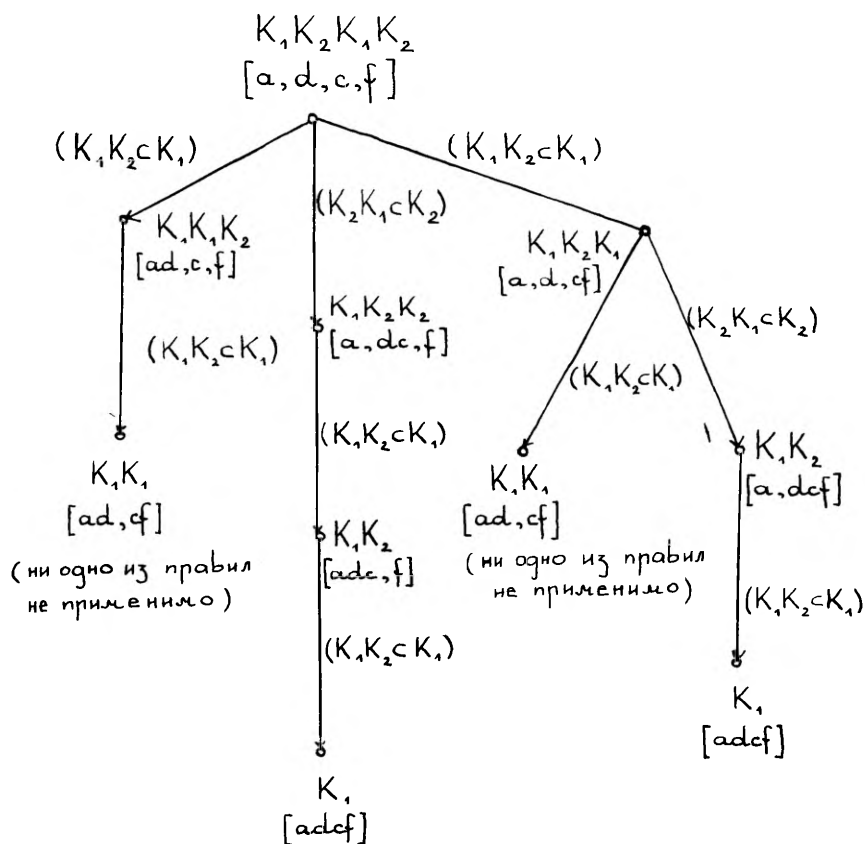 K₁K₂K₁K₂
[a,d,c,f]
(K₁K₂⊂K₁)
(K₁K₂⊂K₁)
(K₂K₁⊂K₂)
K₁K₁K₂
[ad,c,f]
K₁K₂K₁
[a,d,cf]
K₁K₂K₂
[a,dc,f]
(K₂K₁⊂K₂)
(K₁K₂⊂K₁)
(K₁K₂⊂K₁)
(K₁K₂⊂K₁)
K₁K₁
[ad,cf]
(ни одно из правил
не применимо)
K₁K₂
[adc,f]
K₁K₁
[ad,cf]
(ни одно из правил
не применимо)
K₁K₂
[a,dcf]
(K₁K₂⊂K₁)
(K₁K₂⊂K₁)
K₁
[adcf]
K₁
[adcf]